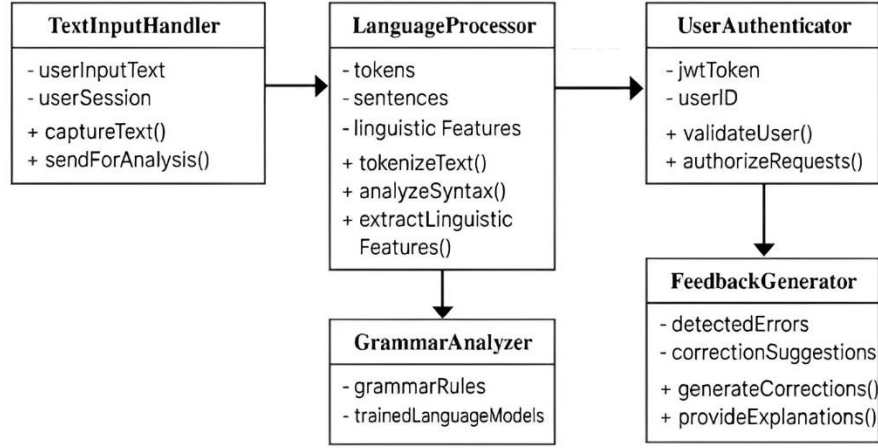 TextInputHandler
- userInputText
- userSession
+ captureText()
+ sendForAnalysis()
LanguageProcessor
- tokens
- sentences
- linguistic Features
+ tokenizeText()
+ analyzeSyntax()
+ extractLinguistic
Features()
UserAuthenticator
- jwtToken
- userID
+ validateUser()
+ authorizeRequests()
GrammarAnalyzer
- grammarRules
- trainedLanguageModels
FeedbackGenerator
- detectedErrors
- correctionSuggestions
+ generateCorrections()
+ provideExplanations()